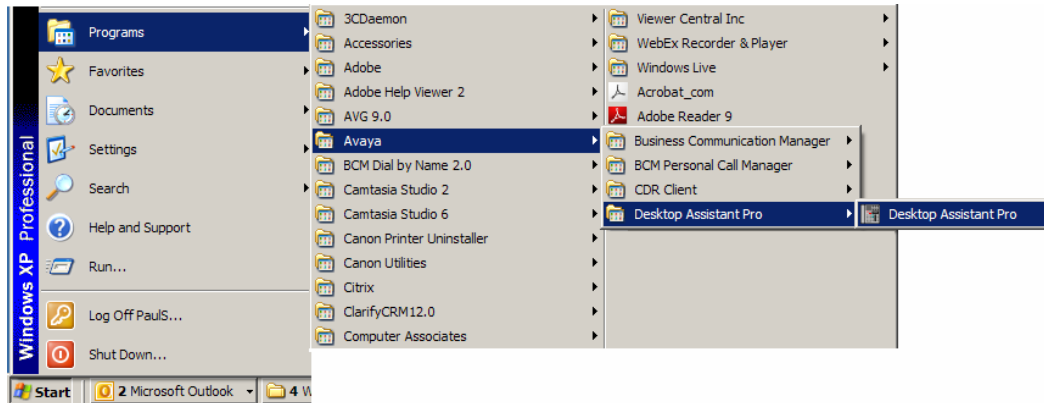 Windows XP Professional
Programs
Favorites
Documents
Settings
Search
Help and Support
Run...
Log Off PaulS...
Shut Down...
Start
2 Microsoft Outlook
4 W
3CDaemon
Accessories
Adobe
Adobe Help Viewer 2
AVG 9.0
Avaya
BCM Dial by Name 2.0
Camtasia Studio 2
Camtasia Studio 6
Canon Printer Uninstaller
Canon Utilities
Citrix
ClarifyCRM12.0
Computer Associates
Viewer Central Inc
WebEx Recorder & Player
Windows Live
Acrobat_com
Adobe Reader 9
Business Communication Manager
BCM Personal Call Manager
CDR Client
Desktop Assistant Pro
Desktop Assistant Pro